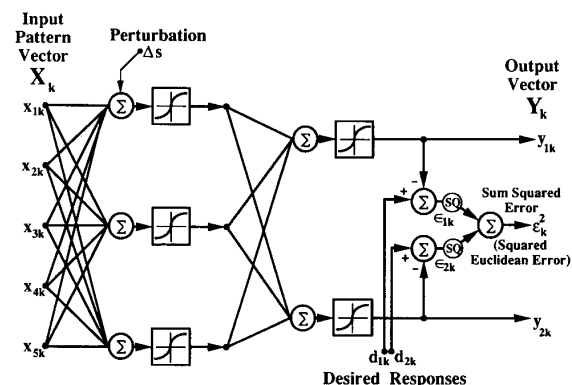 Input
Pattern
Vector
X_k
Perturbation
Δs
Output
Vector
Y_k
x_1k
x_2k
x_3k
x_4k
x_5k
Σ
Σ
Σ
Σ
Σ
y_1k
y_2k
−
+
Σ
∈_1k
SQ
+
Σ
−
∈_2k
SQ
Σ
Sum Squared
Error
ε_k^2
(Squared
Euclidean Error)
d_1k d_2k
Desired Responses